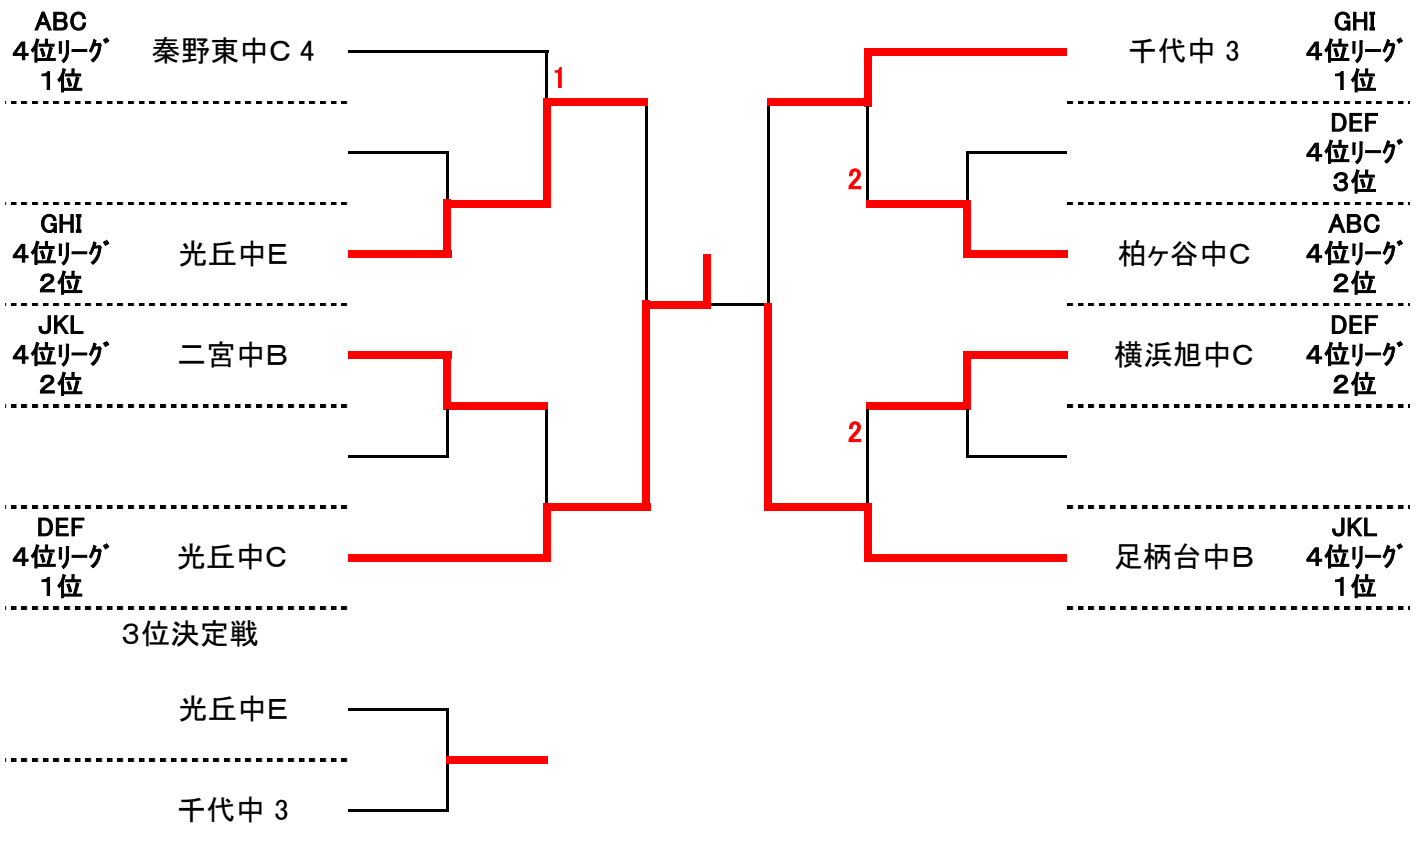 ABC
４位ﾘｰｸﾞ
１位
秦野東中Ｃ 4
1
GHI
４位ﾘｰｸﾞ
２位
光丘中Ｅ
JKL
４位ﾘｰｸﾞ
２位
二宮中Ｂ
DEF
４位ﾘｰｸﾞ
１位
光丘中Ｃ
千代中 3
GHI
４位ﾘｰｸﾞ
１位
2
DEF
４位ﾘｰｸﾞ
３位
柏ヶ谷中Ｃ
ABC
４位ﾘｰｸﾞ
２位
横浜旭中Ｃ
DEF
４位ﾘｰｸﾞ
２位
2
足柄台中Ｂ
JKL
４位ﾘｰｸﾞ
１位
３位決定戦
光丘中Ｅ
千代中 3